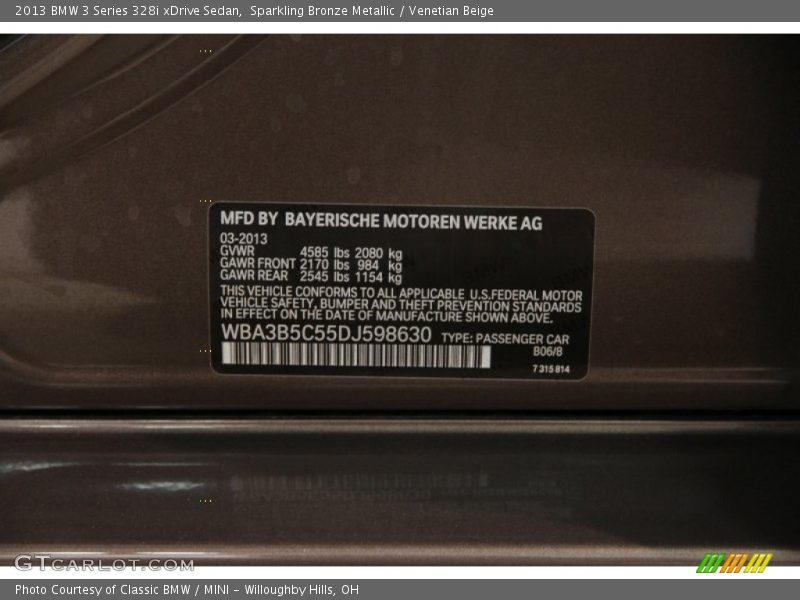 2013 BMW 3 Series 328i xDrive Sedan, Sparkling Bronze Metallic / Venetian Beige
MFD BY BAYERISCHE MOTOREN WERKE AG
03-2013
GVWR 4585 lbs 2080 kg
GAWR FRONT 2170 lbs 984 kg
GAWR REAR 2545 lbs 1154 kg
THIS VEHICLE CONFORMS TO ALL APPLICABLE U.S.FEDERAL MOTOR
VEHICLE SAFETY, BUMPER AND THEFT PREVENTION STANDARDS
IN EFFECT ON THE DATE OF MANUFACTURE SHOWN ABOVE.
WBA3B5C55DJ598630 TYPE: PASSENGER CAR
B06/8
7 315 814
GTCARLOT.COM
Photo Courtesy of Classic BMW / MINI - Willoughby Hills, OH